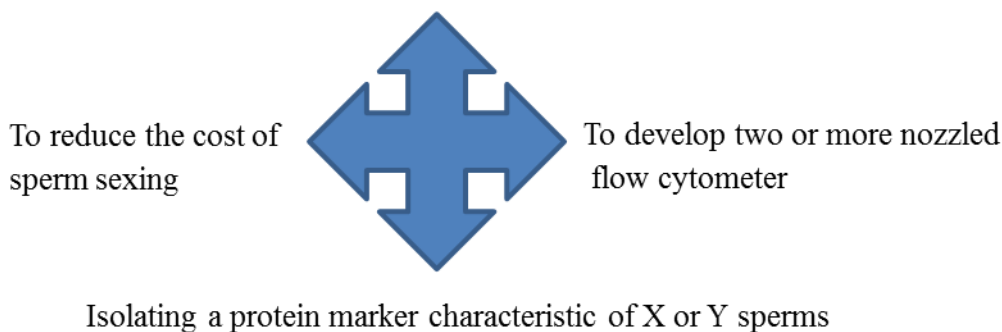 To reduce the cost of
sperm sexing
To develop two or more nozzled
flow cytometer
Isolating a protein marker characteristic of X or Y sperms